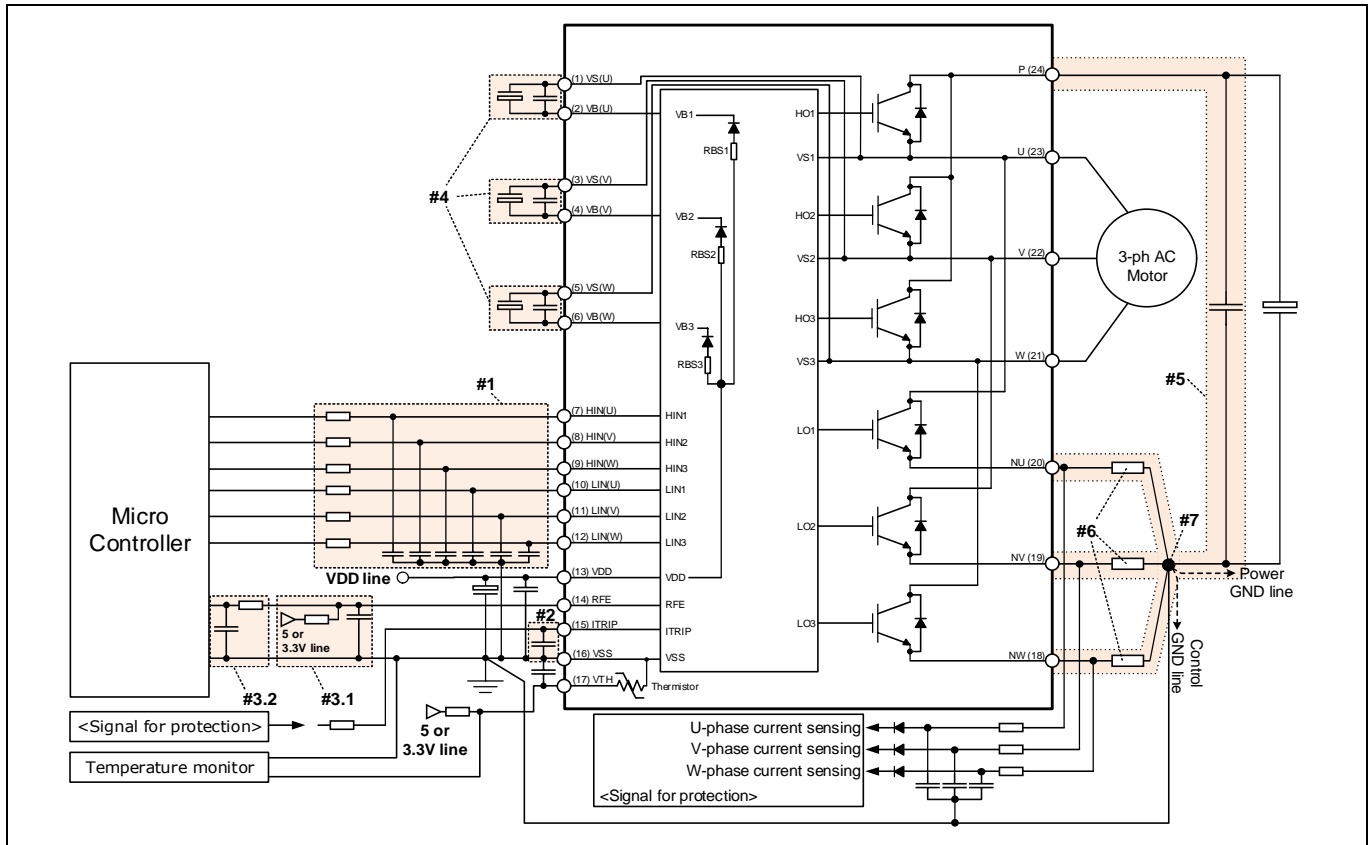 (1) VS(U)
(2) VB(U)
(3) VS(V)
(4) VB(V)
(5) VS(W)
(6) VB(W)
#4
VB1
RBS1
VB2
RBS2
VB3
RBS3
HO1
VS1
HO2
VS2
HO3
VS3
LO1
LO2
LO3
P (24)
U (23)
V (22)
W (21)
NU (20)
NV (19)
NW (18)
3-ph AC
Motor
#5
#6
#7
Power
GND line
Control
GND line
#1
Micro
Controller
(7) HIN(U)
(8) HIN(V)
(9) HIN(W)
(10) LIN(U)
(11) LIN(V)
(12) LIN(W)
(13) VDD
(14) RFE
(15) ITRIP
(16) VSS
(17) VTH
HIN1
HIN2
HIN3
LIN1
LIN2
LIN3
VDD
RFE
ITRIP
VSS
Thermistor
VDD line
#2
5 or
3.3V line
#3.2
#3.1
<Signal for protection>
Temperature monitor
5 or
3.3V line
U-phase current sensing
V-phase current sensing
W-phase current sensing
<Signal for protection>